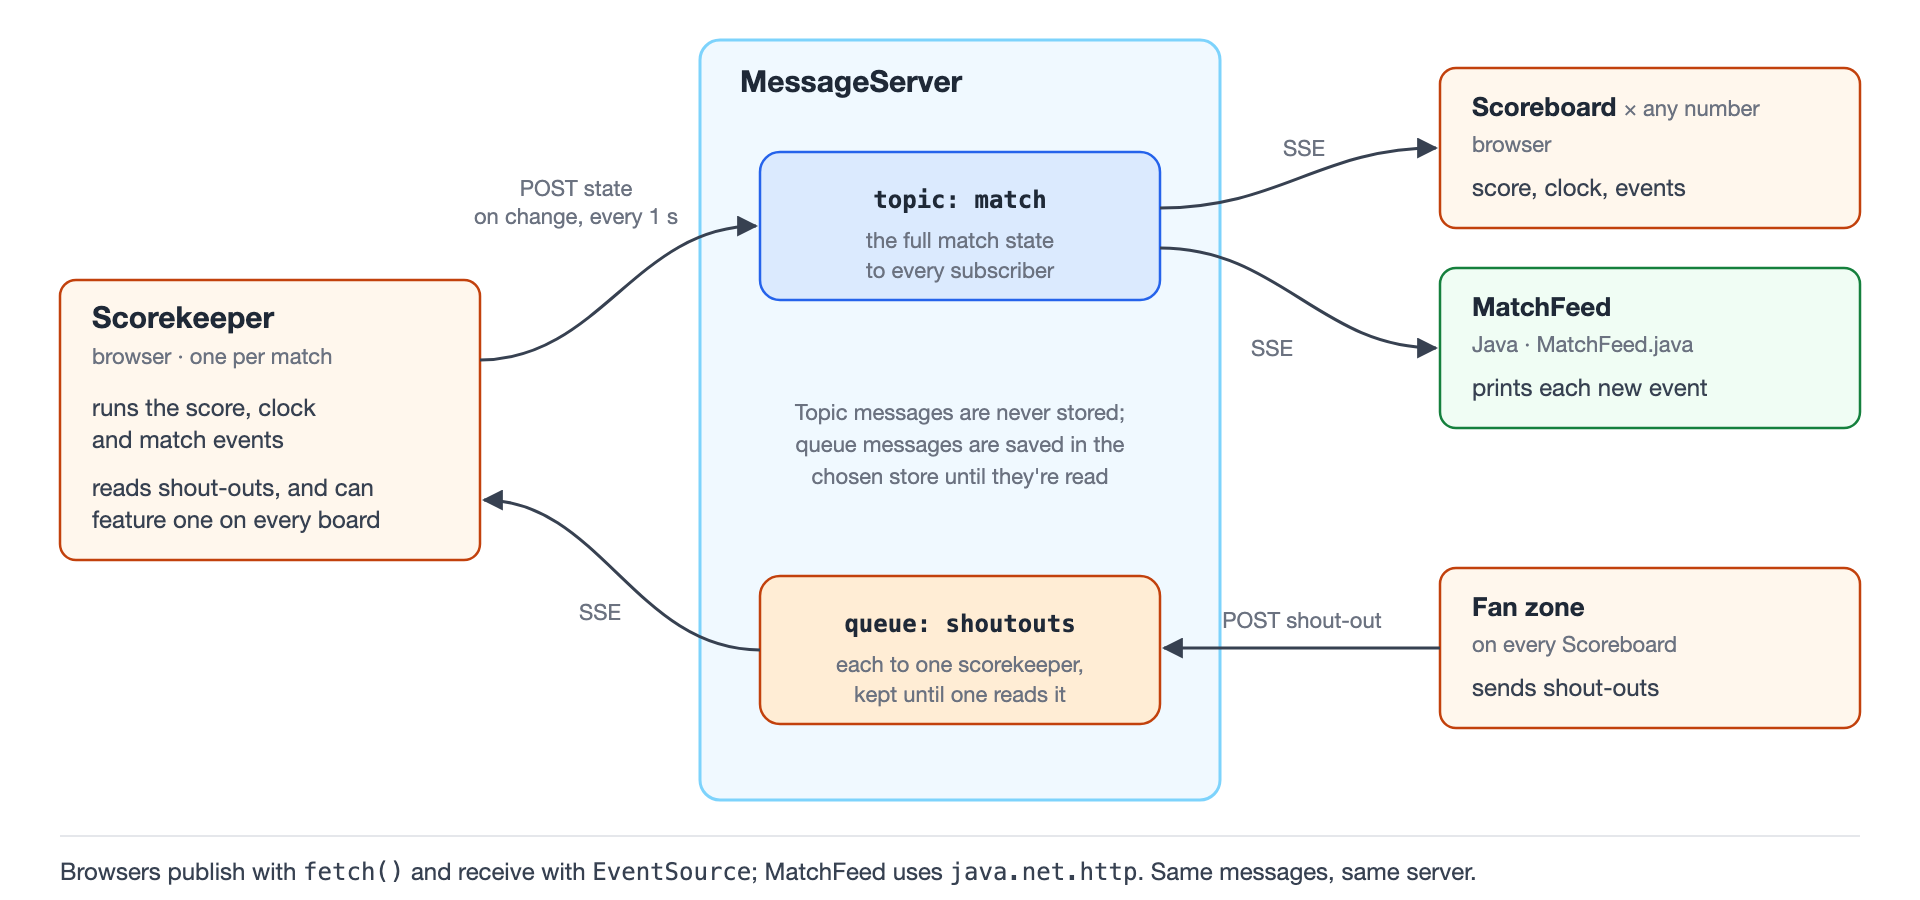 MessageServer
Scoreboard × any number
browser
score, clock, events
SSE
POST state
on change, every 1 s
topic: match
the full match state
to every subscriber
MatchFeed
Java · MatchFeed.java
prints each new event
SSE
Scorekeeper
browser · one per match
runs the score, clock
and match events
reads shout-outs, and can
feature one on every board
Topic messages are never stored;
queue messages are saved in the
chosen store until they're read
SSE
queue: shoutouts
each to one scorekeeper,
kept until one reads it
POST shout-out
Fan zone
on every Scoreboard
sends shout-outs
Browsers publish with fetch() and receive with EventSource; MatchFeed uses java.net.http. Same messages, same server.